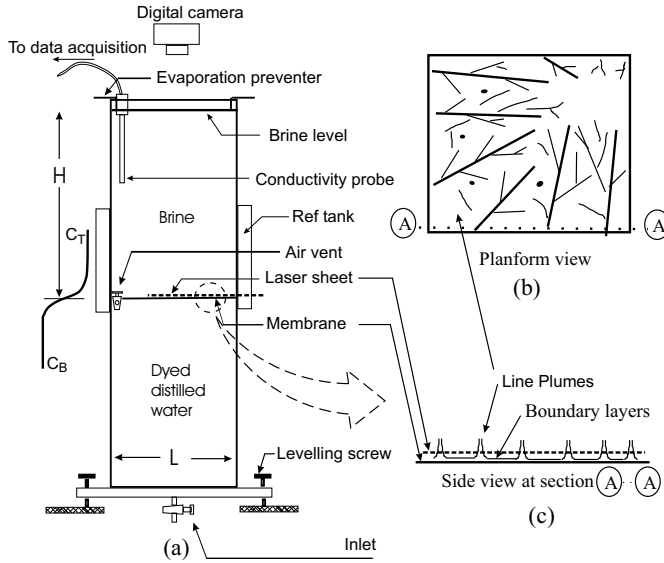 Digital camera
To data acquisition
Evaporation preventer
Brine level
H
Conductivity probe
Brine
Ref tank
C_T
Air vent
Laser sheet
Membrane
C_B
Dyed
distilled
water
L
Levelling screw
Inlet
(a)
A
A
Planform view
(b)
Line Plumes
Boundary layers
Side view at section A A
(c)